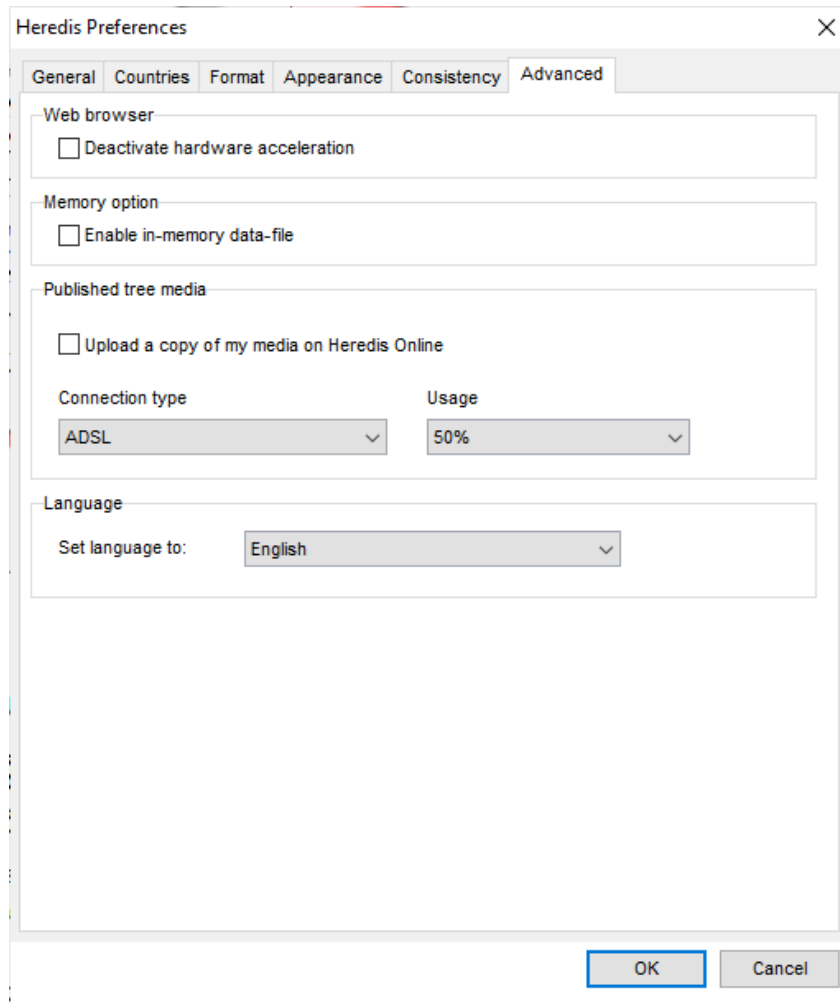 Heredis Preferences
General Countries Format Appearance Consistency Advanced
Web browser
Deactivate hardware acceleration
Memory option
Enable in-memory data-file
Published tree media
Upload a copy of my media on Heredis Online
Connection type Usage
ADSL 50%
Language
Set language to: English
OK Cancel